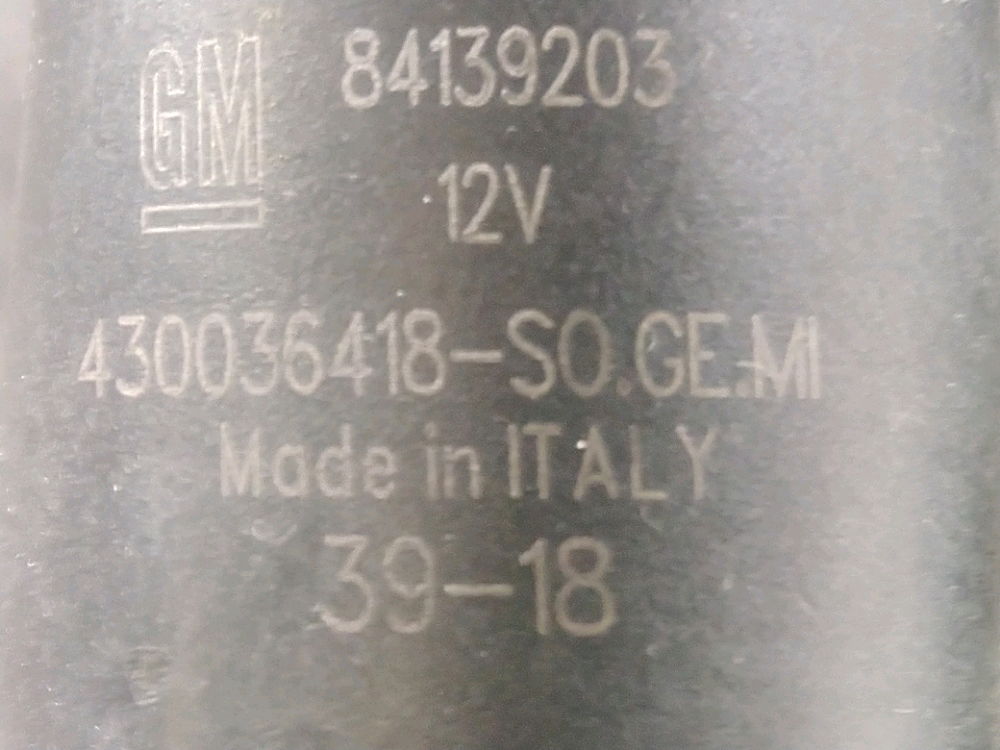 GM 84139203
12V
430036418-SO.GE.MI
Made in ITALY
39-18